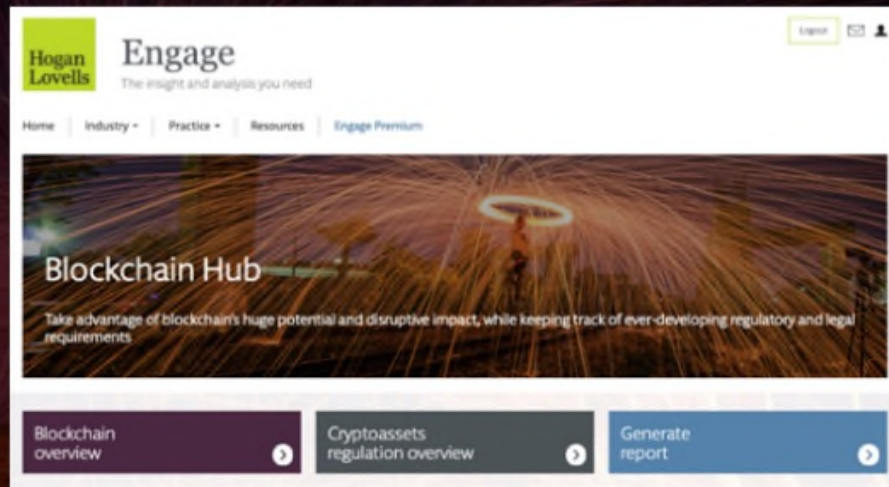 Hogan
Lovells
Engage
The insight and analysis you need
Logout
Home
Industry
Practice
Resources
Engage Premium
Blockchain Hub
Take advantage of blockchain's huge potential and disruptive impact, while keeping track of ever-developing regulatory and legal
requirements
Blockchain
overview
Cryptoassets
regulation overview
Generate
report